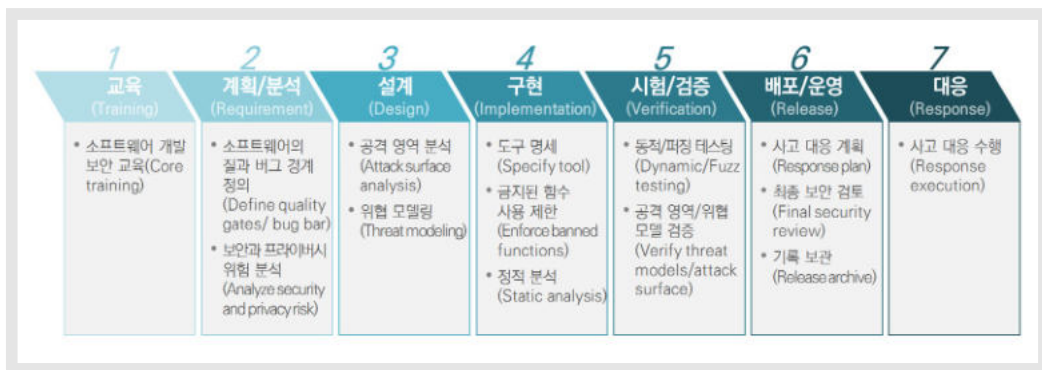 1
교육
(Training)
• 소프트웨어 개발
보안 교육(Core
training)
2
계획/분석
(Requirement)
• 소프트웨어의
질과 버그 경계
정의
(Define quality
gates/ bug bar)
• 보안과 프라이버시
위험 분석
(Analyze security
and privacy risk)
3
설계
(Design)
• 공격 영역 분석
(Attack surface
analysis)
• 위협 모델링
(Threat modeling)
4
구현
(Implementation)
• 도구 명세
(Specify tool)
• 금지된 함수
사용 제한
(Enforce banned
functions)
• 정적 분석
(Static analysis)
5
시험/검증
(Verification)
• 동적/퍼징 테스팅
(Dynamic/Fuzz
testing)
• 공격 영역/위협
모델 검증
(Verify threat
models/attack
surface)
6
배포/운영
(Release)
• 사고 대응 계획
(Response plan)
• 최종 보안 검토
(Final security
review)
• 기록 보관
(Release archive)
7
대응
(Response)
• 사고 대응 수행
(Response
execution)